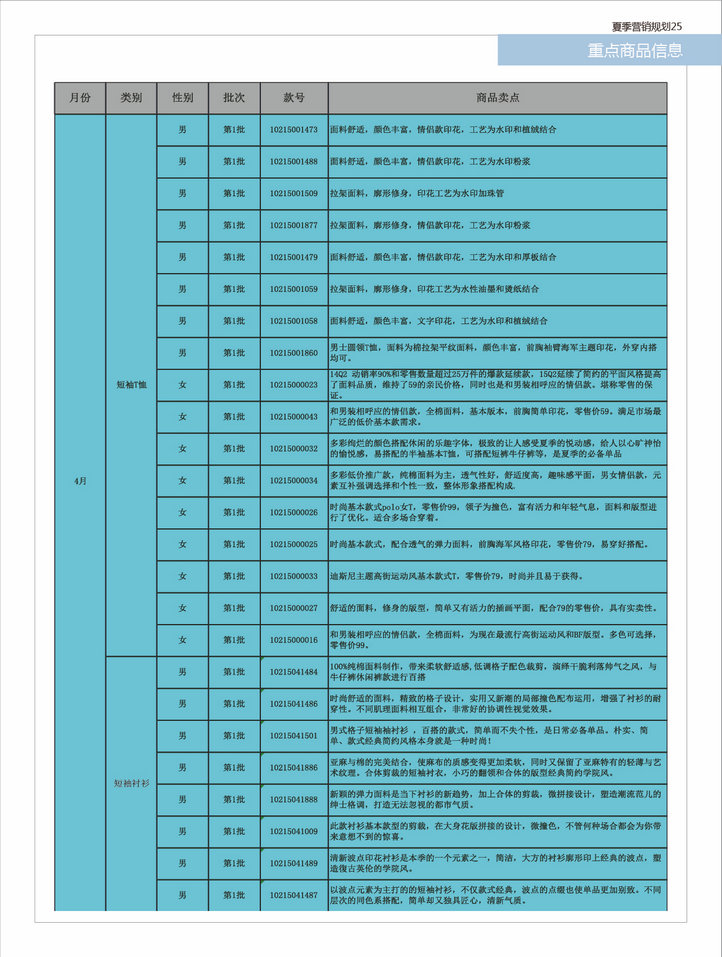 夏季营销规划25
重点商品信息
月份 类别 性别 批次 款号 商品卖点
4月
短袖T恤
男 第1批 10215001473 面料舒适，颜色丰富，情侣款印花，工艺为水印和植绒结合
男 第1批 10215001488 面料舒适，颜色丰富，情侣款印花，工艺为水印粉浆
男 第1批 10215001509 拉架面料，廓形修身，印花工艺为水印加珠管
男 第1批 10215001877 拉架面料，廓形修身，情侣款印花，工艺为水印粉浆
男 第1批 10215001479 面料舒适，颜色丰富，情侣款印花，工艺为水印和厚板结合
男 第1批 10215001059 拉架面料，廓形修身，印花工艺为水性油墨和烫纸结合
男 第1批 10215001058 面料舒适，颜色丰富，文字印花，工艺为水印和植绒结合
男 第1批 10215001860 男士圆领T恤，面料为棉拉架平纹面料，颜色丰富，前胸袖臂海军主题印花，外穿内搭
均可。
女 第1批 10215000023 14Q2 动销率90%和零售数量超过25万件的爆款延续款，15Q2延续了简约的平面风格提高
了面料品质，维持了59的亲民价格，同时也是和男装相呼应的情侣款。堪称零售的保
证。
女 第1批 10215000043 和男装相呼应的情侣款，全棉面料，基本版本，前胸简单印花，零售价59。满足市场最
广泛的低价基本款需求。
女 第1批 10215000032 多彩绚烂的颜色搭配休闲的乐趣字体，极致的让人感受夏季的悦动感，给人以心旷神怡
的愉悦感，易搭配的半袖基本T恤，可搭配短裤牛仔裤等，是夏季的必备单品
女 第1批 10215000034 多彩低价推广款，纯棉面料为主，透气性好，舒适度高，趣味感平面，男女情侣款，元
素互补强调选择和个性一致，整体形象搭配构成.
女 第1批 10215000026 时尚基本款式polo女T，零售价99，领子为撞色，富有活力和年轻气息，面料和版型进
行了优化。适合多场合穿着。
女 第1批 10215000025 时尚基本款式，配合透气的弹力面料，前胸海军风格印花，零售价79，易穿好搭配。
女 第1批 10215000033 迪斯尼主题高街运动风基本款式T，零售价79，时尚并且易于获得。
女 第1批 10215000027 舒适的面料，修身的版型，简单又有活力的插画平面，配合79的零售价，具有实卖性。
女 第1批 10215000016 和男装相呼应的情侣款，全棉面料，为现在最流行高街运动风和BF版型。多色可选择，
零售价99。
短袖衬衫
男 第1批 10215041484 100%纯棉面料制作，带来柔软舒适感,低调格子配色裁剪，演绎干脆利落帅气之风，与
牛仔裤休闲裤款进行百搭
男 第1批 10215041486 时尚舒适的面料，精致的格子设计，实用又新潮的局部撞色配布运用，增强了衬衫的耐
穿性。不同肌理面料相互组合，非常好的协调性视觉效果。
男 第1批 10215041501 男式格子短袖袖衬衫 ，百搭的款式，简单而不失个性，是日常必备单品。朴实、简
单、款式经典简约风格本身就是一种时尚！
男 第1批 10215041886 亚麻与棉的完美结合，使麻布的质感变得更加柔软，同时又保留了亚麻特有的轻薄与艺
术纹理。合体剪裁的短袖衬衣，小巧的翻领和合体的版型经典简约学院风。
男 第1批 10215041888 新颖的弹力面料是当下衬衫的新趋势，加上合体的剪裁，微拼接设计，塑造潮流范儿的
绅士格调，打造无法忽视的都市气质。
男 第1批 10215041009 此款衬衫基本款型的剪裁，在大身花版拼接的设计，微撞色，不管何种场合都会为你带
来意想不到的惊喜。
男 第1批 10215041489 清新波点印花衬衫是本季的一个元素之一，简洁，大方的衬衫廓形印上经典的波点，塑
造復古英伦的学院风。
男 第1批 10215041487 以波点元素为主打的的短袖衬衫，不仅款式经典，波点的点缀也使单品更加别致。不同
层次的同色系搭配，简单却又独具匠心，清新气质。